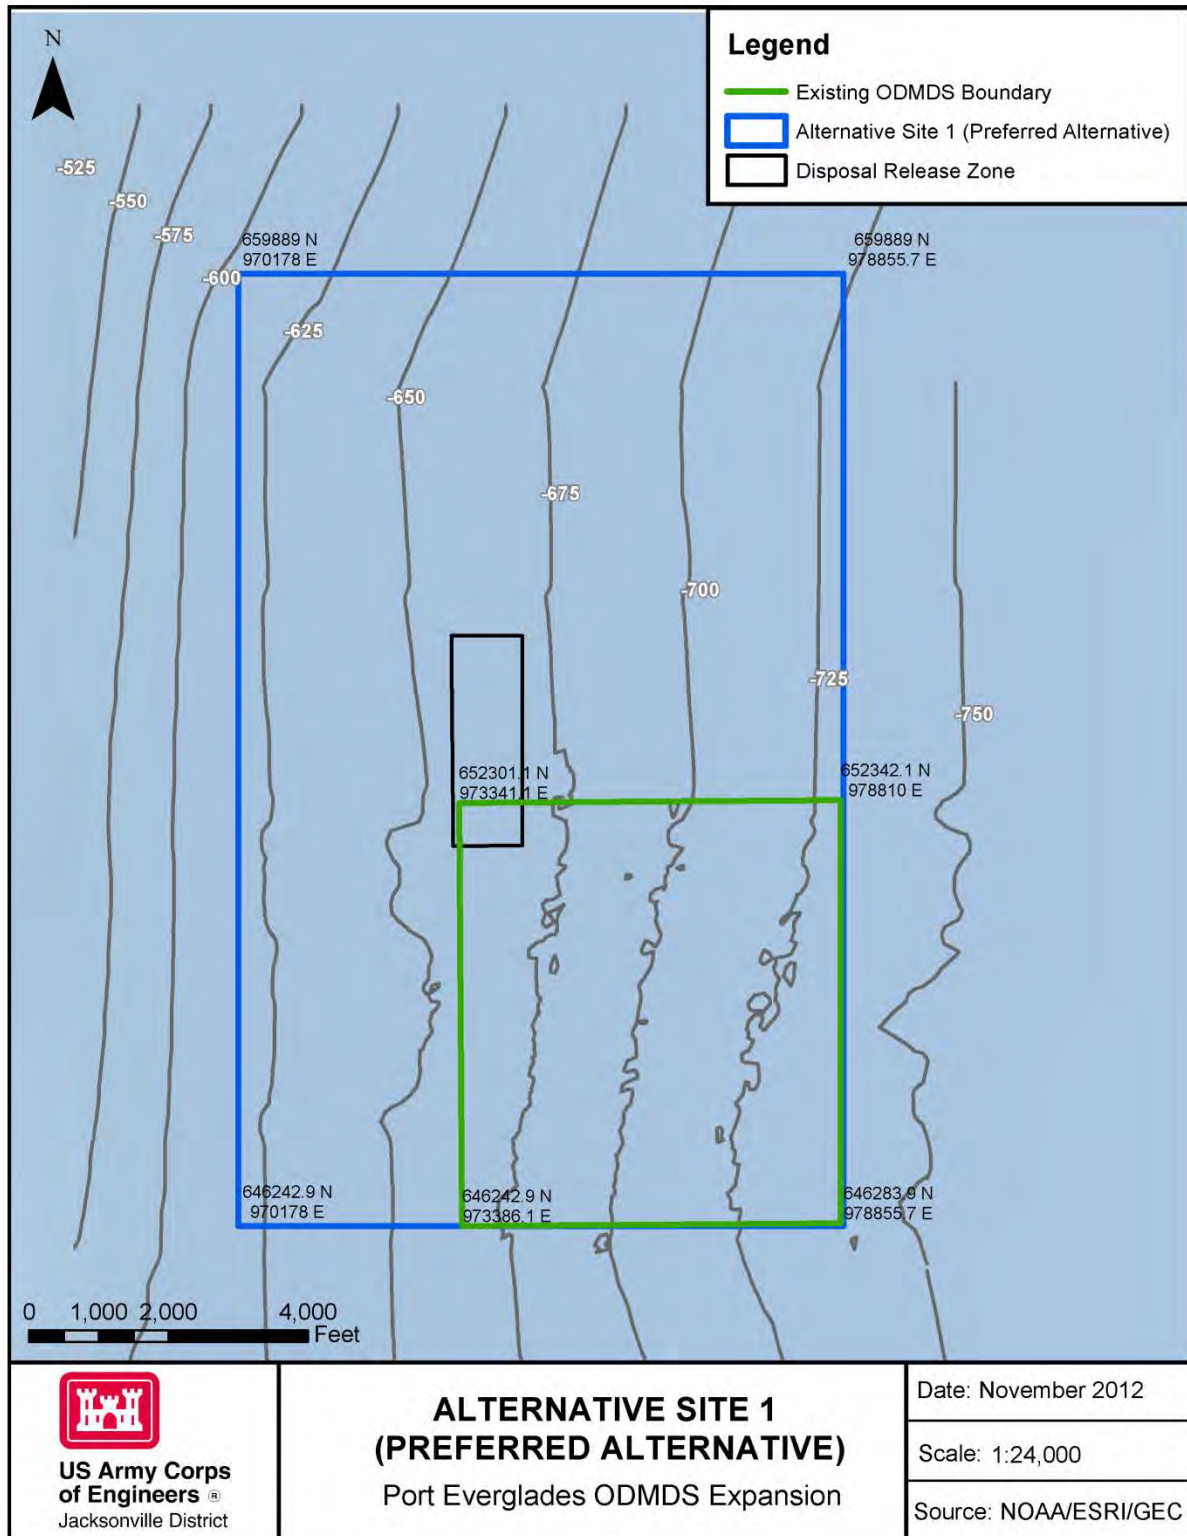 N
Legend
Existing ODMDS Boundary
Alternative Site 1 (Preferred Alternative)
Disposal Release Zone
-525
-550
-575
659889 N
970178 E
659889 N
978855.7 E
-600
-625
-650
-675
-700
-725
-750
652301.1 N
973341.1 E
652342.1 N
978810 E
646242.9 N
970178 E
646242.9 N
973386.1 E
646283.9 N
978855.7 E
0 1,000 2,000 4,000
Feet
US Army Corps
of Engineers ®
Jacksonville District
ALTERNATIVE SITE 1
(PREFERRED ALTERNATIVE)
Port Everglades ODMDS Expansion
Date: November 2012
Scale: 1:24,000
Source: NOAA/ESRI/GEC